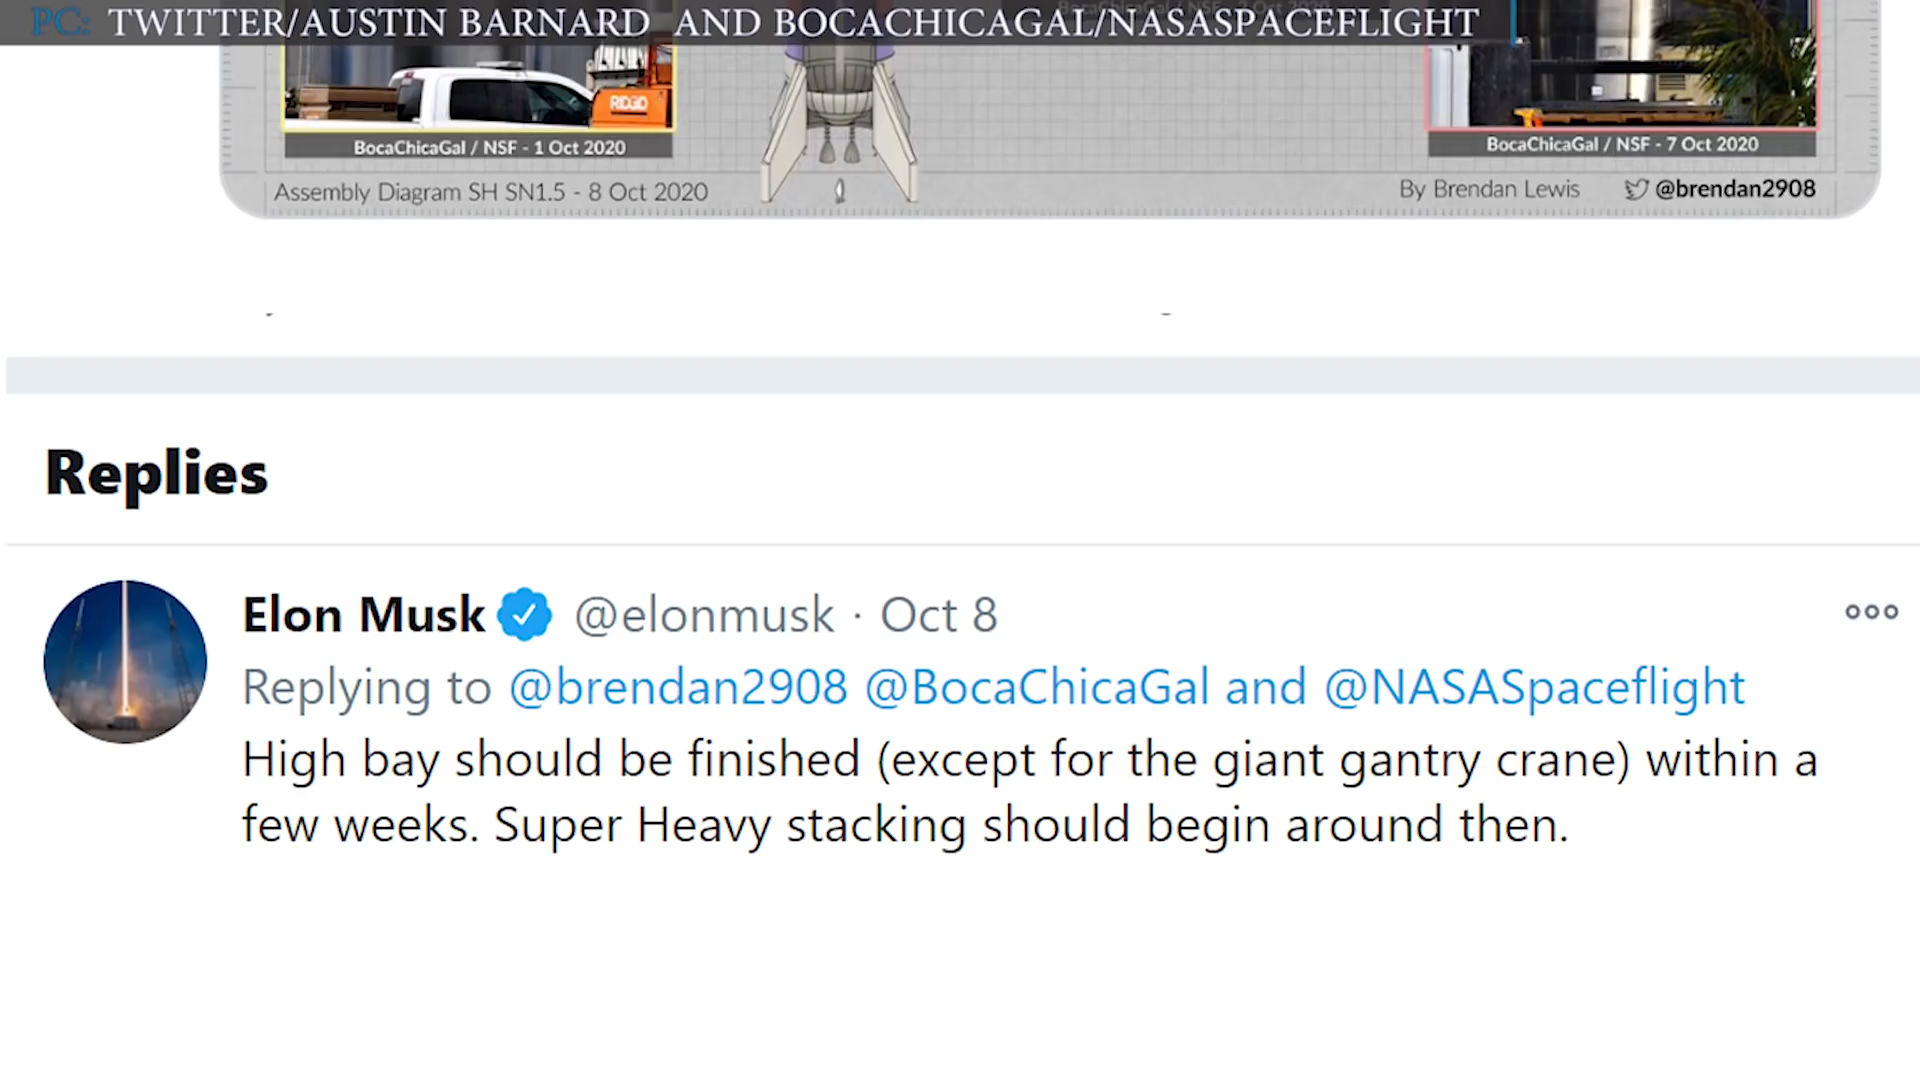 PC: TWITTER/AUSTIN BARNARD AND BOCACHICAGAL/NASASPACEFLIGHT
RIDGID
BocaChicaGal / NSF - 1 Oct 2020
BocaChicaGal / NSF - 7 Oct 2020
Assembly Diagram SH SN1.5 - 8 Oct 2020
By Brendan Lewis @brendan2908
Replies
Elon Musk @elonmusk · Oct 8
Replying to @brendan2908 @BocaChicaGal and @NASASpaceflight
High bay should be finished (except for the giant gantry crane) within a
few weeks. Super Heavy stacking should begin around then.